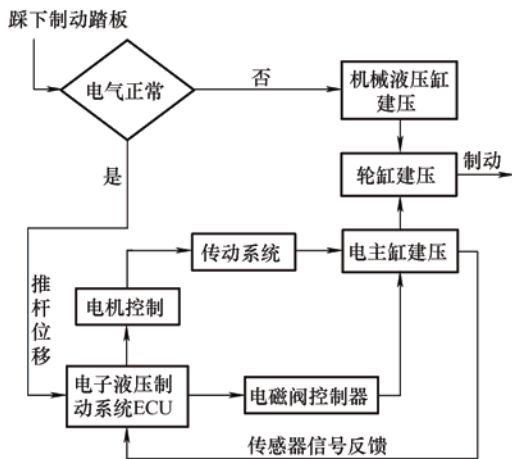 踩下制动踏板
电气正常
否
机械液压缸
建压
是
轮缸建压
制动
传动系统
电主缸建压
推杆位移
电机控制
电子液压制
动系统ECU
电磁阀控制器
传感器信号反馈